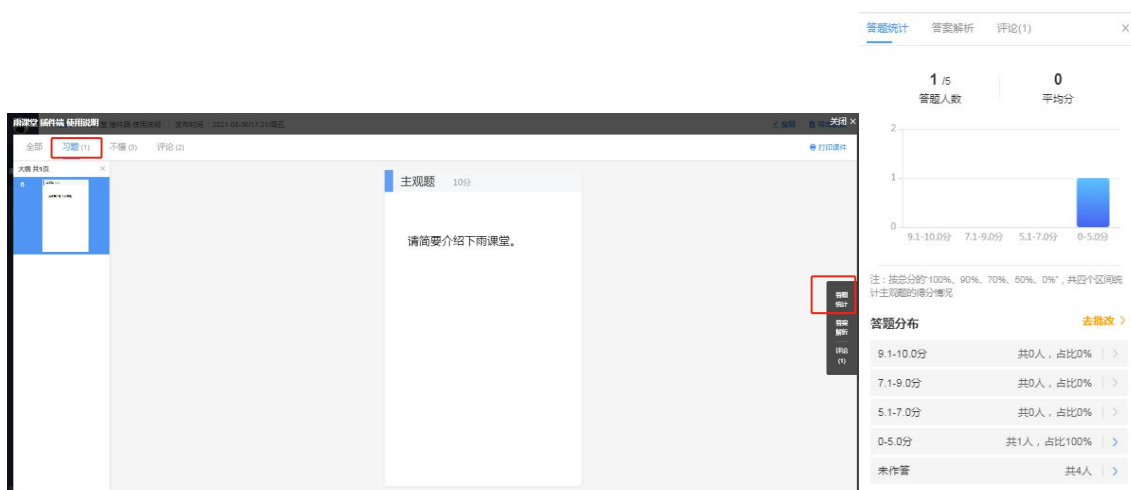 雨课堂 插件端 使用说明
发布时间：2021-08-06/17:21/周五
编辑
关闭 ×
全部 习题 (1) 不懂 (3) 评论 (2)
打印课件
大纲 共1页 ×
6
主观题 10分
请简要介绍下雨课堂。
答题
统计
答案
解析
评论
(1)
答题统计 答案解析 评论(1) ×
1 /5 0
答题人数 平均分
2
1
0
9.1-10.0分 7.1-9.0分 5.1-7.0分 0-5.0分
注：按总分的“100%、90%、70%、50%、0%”，共四个区间统
计主观题的得分情况
答题分布 去批改 >
9.1-10.0分 共0人，占比0% >
7.1-9.0分 共0人，占比0% >
5.1-7.0分 共0人，占比0% >
0-5.0分 共1人，占比100% >
未作答 共4人 >